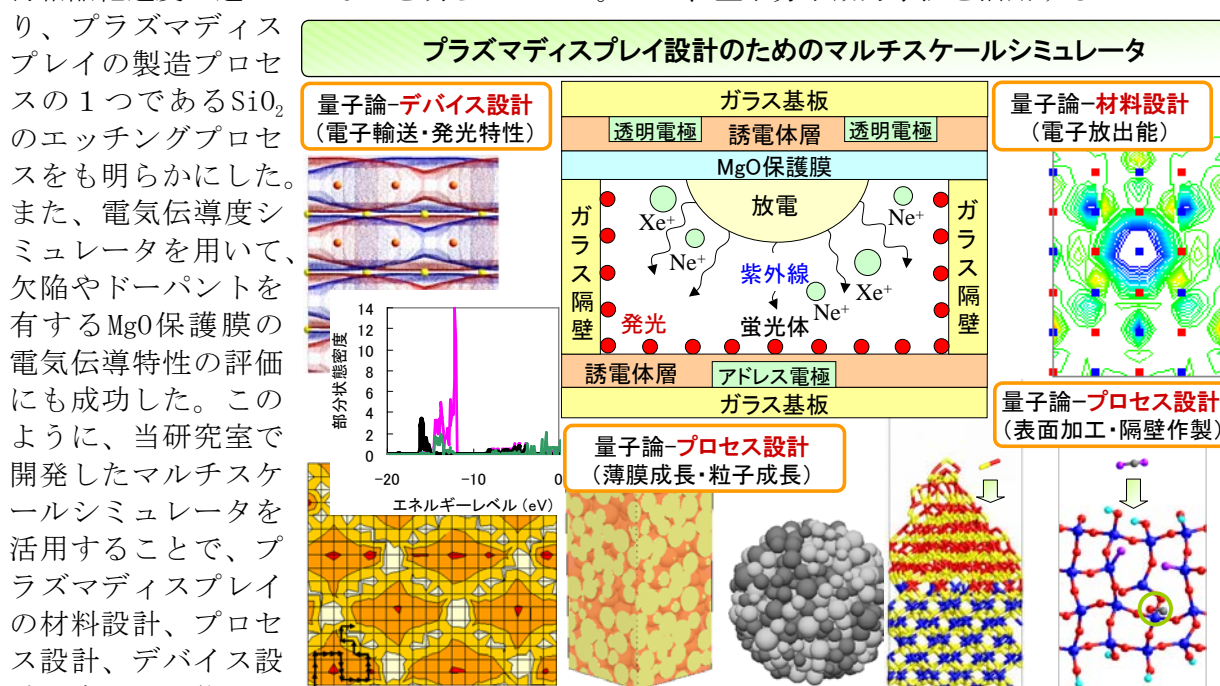 り、プラズマディス
プレイの製造プロセ
スの１つであるSiO₂
のエッチングプロセ
スをも明らかにした。
また、電気伝導度シ
ミュレータを用いて、
欠陥やドーパントを
有するMgO保護膜の
電気伝導特性の評価
にも成功した。この
ように、当研究室で
開発したマルチスケ
ールシミュレータを
活用することで、プ
ラズマディスプレイ
の材料設計、プロセ
ス設計、デバイス設
プラズマディスプレイ設計のためのマルチスケールシミュレータ
量子論-デバイス設計
(電子輸送・発光特性)
ガラス基板
透明電極
誘電体層
透明電極
MgO保護膜
放電
ガラス隔壁
ガラス隔壁
Xe⁺
Ne⁺
Ne⁺
Xe⁺
Ne⁺
紫外線
発光
蛍光体
誘電体層
アドレス電極
ガラス基板
量子論-材料設計
(電子放出能)
部分状態密度
14
12
10
8
6
4
2
0
−20
−10
0
エネルギーレベル (eV)
量子論-プロセス設計
(薄膜成長・粒子成長)
量子論-プロセス設計
(表面加工・隔壁作製)